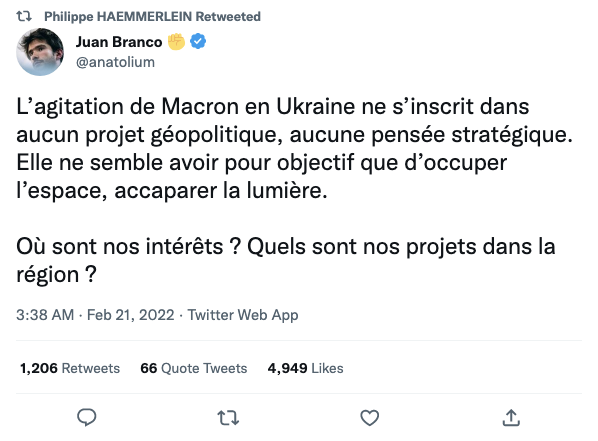 Philippe HAEMMERLEIN Retweeted
Juan Branco ✊
@anatolium
L’agitation de Macron en Ukraine ne s’inscrit dans
aucun projet géopolitique, aucune pensée stratégique.
Elle ne semble avoir pour objectif que d’occuper
l’espace, accaparer la lumière.
Où sont nos intérêts ? Quels sont nos projets dans la
région ?
3:38 AM · Feb 21, 2022 · Twitter Web App
1,206 Retweets 66 Quote Tweets 4,949 Likes